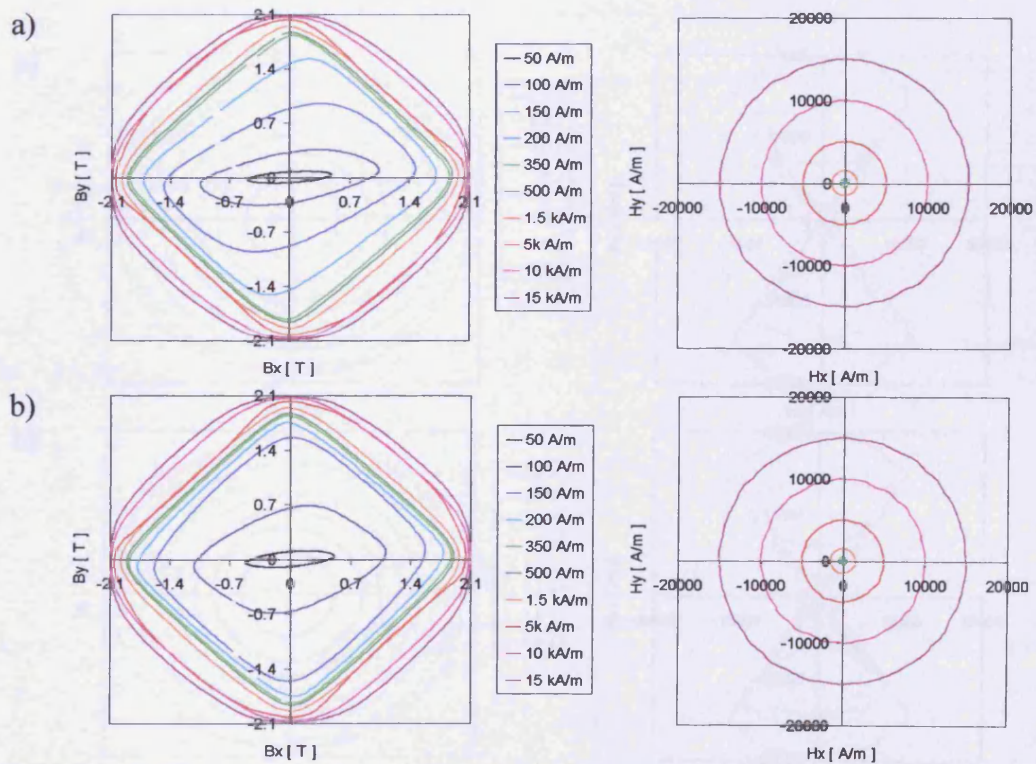 a)
2.1
1.4
0.7
0
-0.7
-1.4
-2.1
-2.1 -1.4 -0.7 0 0.7 1.4 2.1
By [ T ]
Bx [ T ]
50 A/m
100 A/m
150 A/m
200 A/m
350 A/m
500 A/m
1.5 kA/m
5k A/m
10 kA/m
15 kA/m
20000
10000
0
-10000
-20000
-20000 -10000 0 10000 20000
Hy [ A/m ]
Hx [ A/m ]
b)
2.1
1.4
0.7
0
-0.7
-1.4
-2.1
-2.1 -1.4 -0.7 0 0.7 1.4 2.1
By [ T ]
Bx [ T ]
50 A/m
100 A/m
150 A/m
200 A/m
350 A/m
500 A/m
1.5 kA/m
5k A/m
10 kA/m
15 kA/m
20000
10000
0
-10000
-20000
-20000 -10000 0 10000 20000
Hy [ A/m ]
Hx [ A/m ]